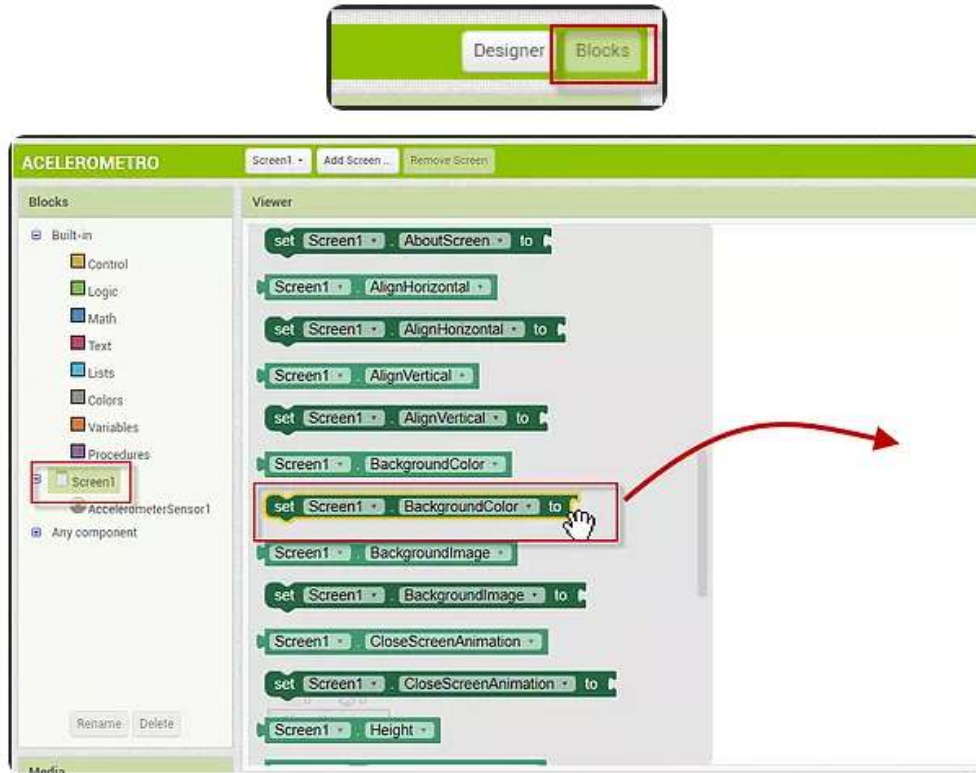 Designer Blocks
ACELEROMETRO Screen1 Add Screen ... Remove Screen
Blocks Viewer
Built-in
Control
Logic
Math
Text
Lists
Colors
Variables
Procedures
Screen1
AccelerometerSensor1
Any component
Rename Delete
Media
set Screen1 . AboutScreen to
Screen1 . AlignHorizontal
set Screen1 . AlignHorizontal to
Screen1 . AlignVertical
set Screen1 . AlignVertical to
Screen1 . BackgroundColor
set Screen1 . BackgroundColor to
Screen1 . BackgroundImage
set Screen1 . BackgroundImage to
Screen1 . CloseScreenAnimation
set Screen1 . CloseScreenAnimation to
Screen1 . Height